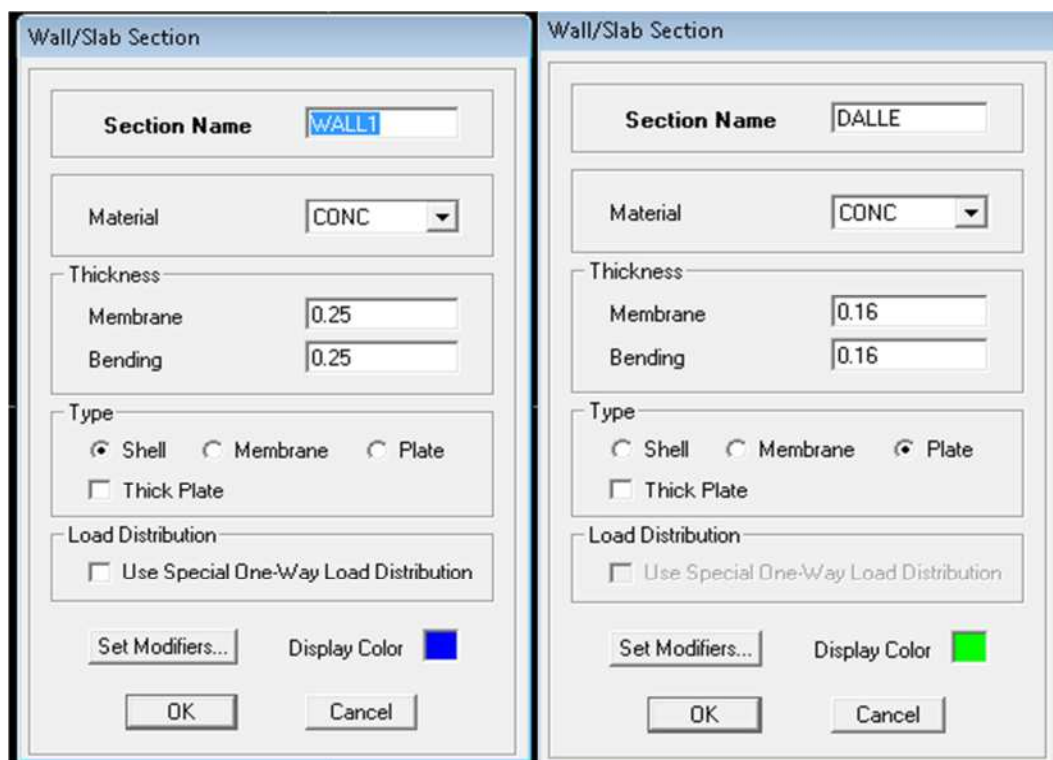 Wall/Slab Section
Section Name WALL1
Material CONC
Thickness
Membrane 0.25
Bending 0.25
Type
Shell Membrane Plate
Thick Plate
Load Distribution
Use Special One-Way Load Distribution
Set Modifiers... Display Color
OK Cancel
Wall/Slab Section
Section Name DALLE
Material CONC
Thickness
Membrane 0.16
Bending 0.16
Type
Shell Membrane Plate
Thick Plate
Load Distribution
Use Special One-Way Load Distribution
Set Modifiers... Display Color
OK Cancel